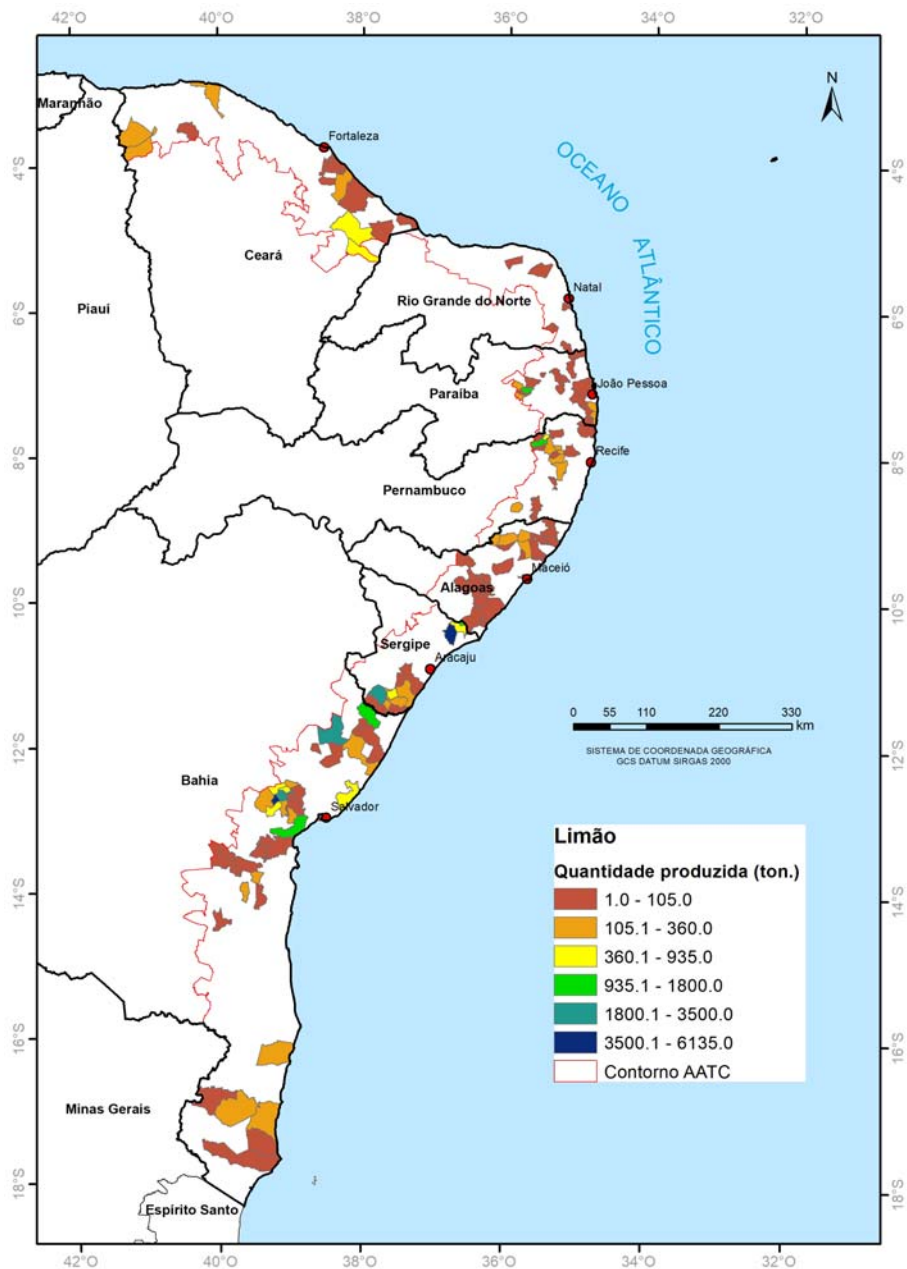 42°O 40°O 38°O 36°O 34°O 32°O
Maranhão
N
Fortaleza
OCEANO
ATLÂNTICO
4°S 4°S
Ceará
Piauí
Rio Grande do Norte
Natal
6°S 6°S
Paraíba
João Pessoa
8°S 8°S
Recife
Pernambuco
Maceió
Alagoas
10°S 10°S
Sergipe
Aracaju
0 55 110 220 330
km
SISTEMA DE COORDENADA GEOGRÁFICA
GCS DATUM SIRGAS 2000
12°S 12°S
Bahia
Salvador
Limão
Quantidade produzida (ton.)
1.0 - 105.0
105.1 - 360.0
360.1 - 935.0
935.1 - 1800.0
1800.1 - 3500.0
3500.1 - 6135.0
Contorno AATC
14°S 14°S
16°S 16°S
Minas Gerais
18°S 18°S
Espírito Santo
42°O 40°O 38°O 36°O 34°O 32°O